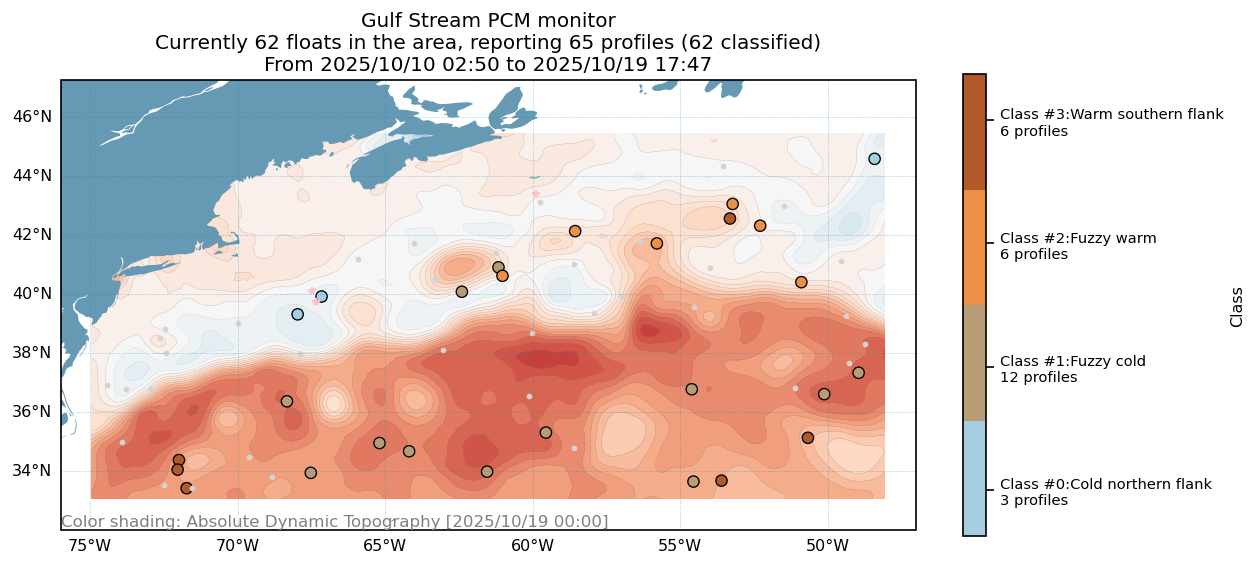 Gulf Stream PCM monitor
Currently 62 floats in the area, reporting 65 profiles (62 classified)
From 2025/10/10 02:50 to 2025/10/19 17:47
46°N
44°N
42°N
40°N
38°N
36°N
34°N
Color shading: Absolute Dynamic Topography [2025/10/19 00:00]
75°W
70°W
65°W
60°W
55°W
50°W
Class #3:Warm southern flank
6 profiles
Class #2:Fuzzy warm
6 profiles
Class #1:Fuzzy cold
12 profiles
Class #0:Cold northern flank
3 profiles
Class